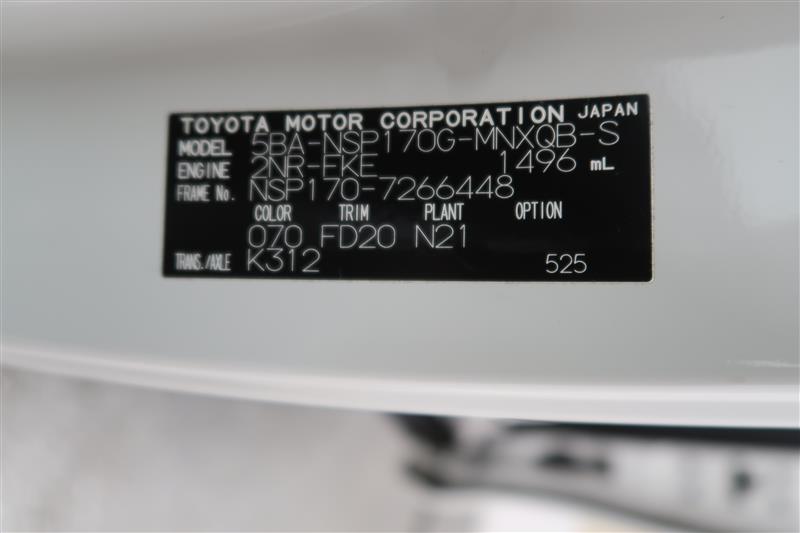 TOYOTA MOTOR CORPORATION JAPAN
MODEL 5BA-NSP170G-MNXQB-S
ENGINE 2NR-FKE 1496 mL
FRAME No. NSP170-7266448
COLOR TRIM PLANT OPTION
070 FD20 N21
TRANS./AXLE K312 525